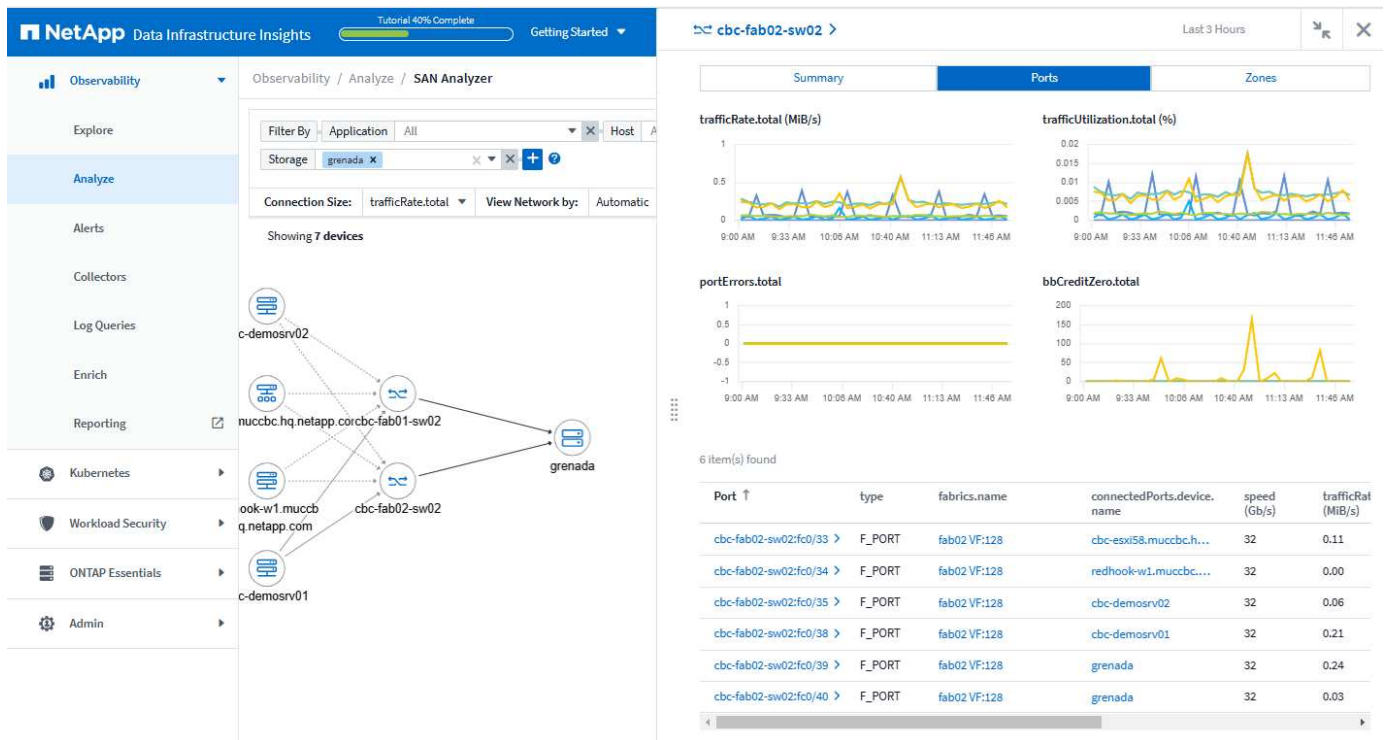 NetApp Data Infrastructure Insights
Tutorial 40% Complete
Getting Started
Observability
Explore
Analyze
Alerts
Collectors
Log Queries
Enrich
Reporting
Kubernetes
Workload Security
ONTAP Essentials
Admin
Observability / Analyze / SAN Analyzer
Filter By Application All Host A
Storage grenada
Connection Size: trafficRate.total View Network by: Automatic
Showing 7 devices
c-demosrv02
muccbc.hq.netapp.cor
cbc-fab01-sw02
grenada
ook-w1.muccb
q.netapp.com
cbc-fab02-sw02
c-demosrv01
cbc-fab02-sw02
Last 3 Hours
Summary Ports Zones
trafficRate.total (MiB/s)
1
0.5
0
9:00 AM 9:33 AM 10:06 AM 10:40 AM 11:13 AM 11:46 AM
trafficUtilization.total (%)
0.02
0.015
0.01
0.005
0
9:00 AM 9:33 AM 10:06 AM 10:40 AM 11:13 AM 11:46 AM
portErrors.total
1
0.5
0
-0.5
-1
9:00 AM 9:33 AM 10:06 AM 10:40 AM 11:13 AM 11:46 AM
bbCreditZero.total
200
150
100
50
0
9:00 AM 9:33 AM 10:06 AM 10:40 AM 11:13 AM 11:46 AM
6 item(s) found
Port ↑ type fabrics.name connectedPorts.device.name speed (Gb/s) trafficRat (MiB/s)
cbc-fab02-sw02:fc0/33 F_PORT fab02 VF:128 cbc-esxi58.muccbc.h... 32 0.11
cbc-fab02-sw02:fc0/34 F_PORT fab02 VF:128 redhook-w1.muccbc.... 32 0.00
cbc-fab02-sw02:fc0/35 F_PORT fab02 VF:128 cbc-demosrv02 32 0.06
cbc-fab02-sw02:fc0/38 F_PORT fab02 VF:128 cbc-demosrv01 32 0.21
cbc-fab02-sw02:fc0/39 F_PORT fab02 VF:128 grenada 32 0.24
cbc-fab02-sw02:fc0/40 F_PORT fab02 VF:128 grenada 32 0.03